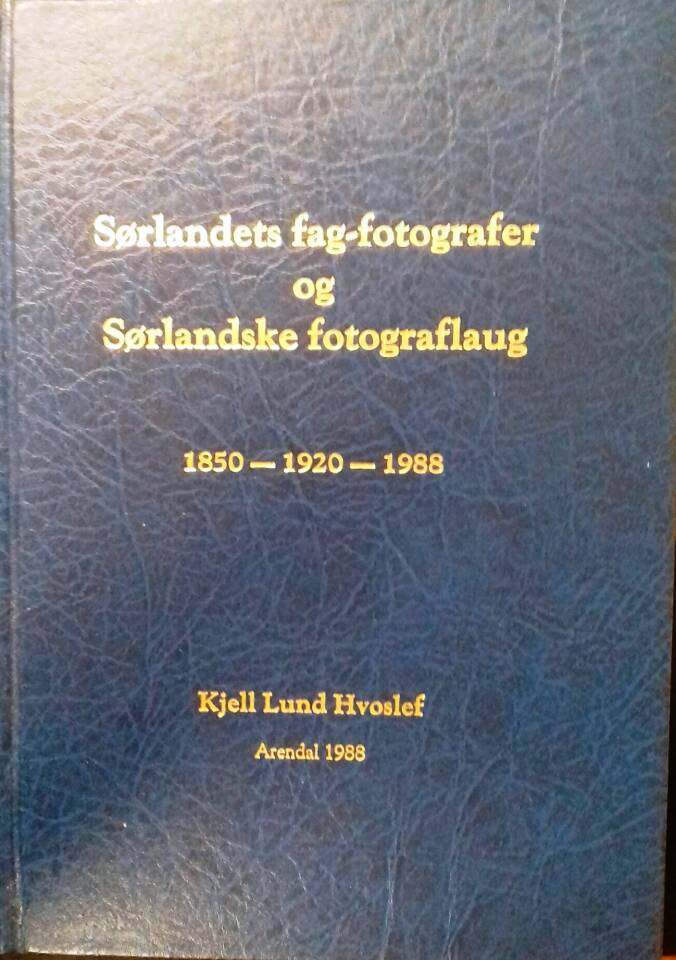 Sørlandets fag-fotografer
og
Sørlandske fotograflaug
1850 — 1920 — 1988
Kjell Lund Hvoslef
Arendal 1988